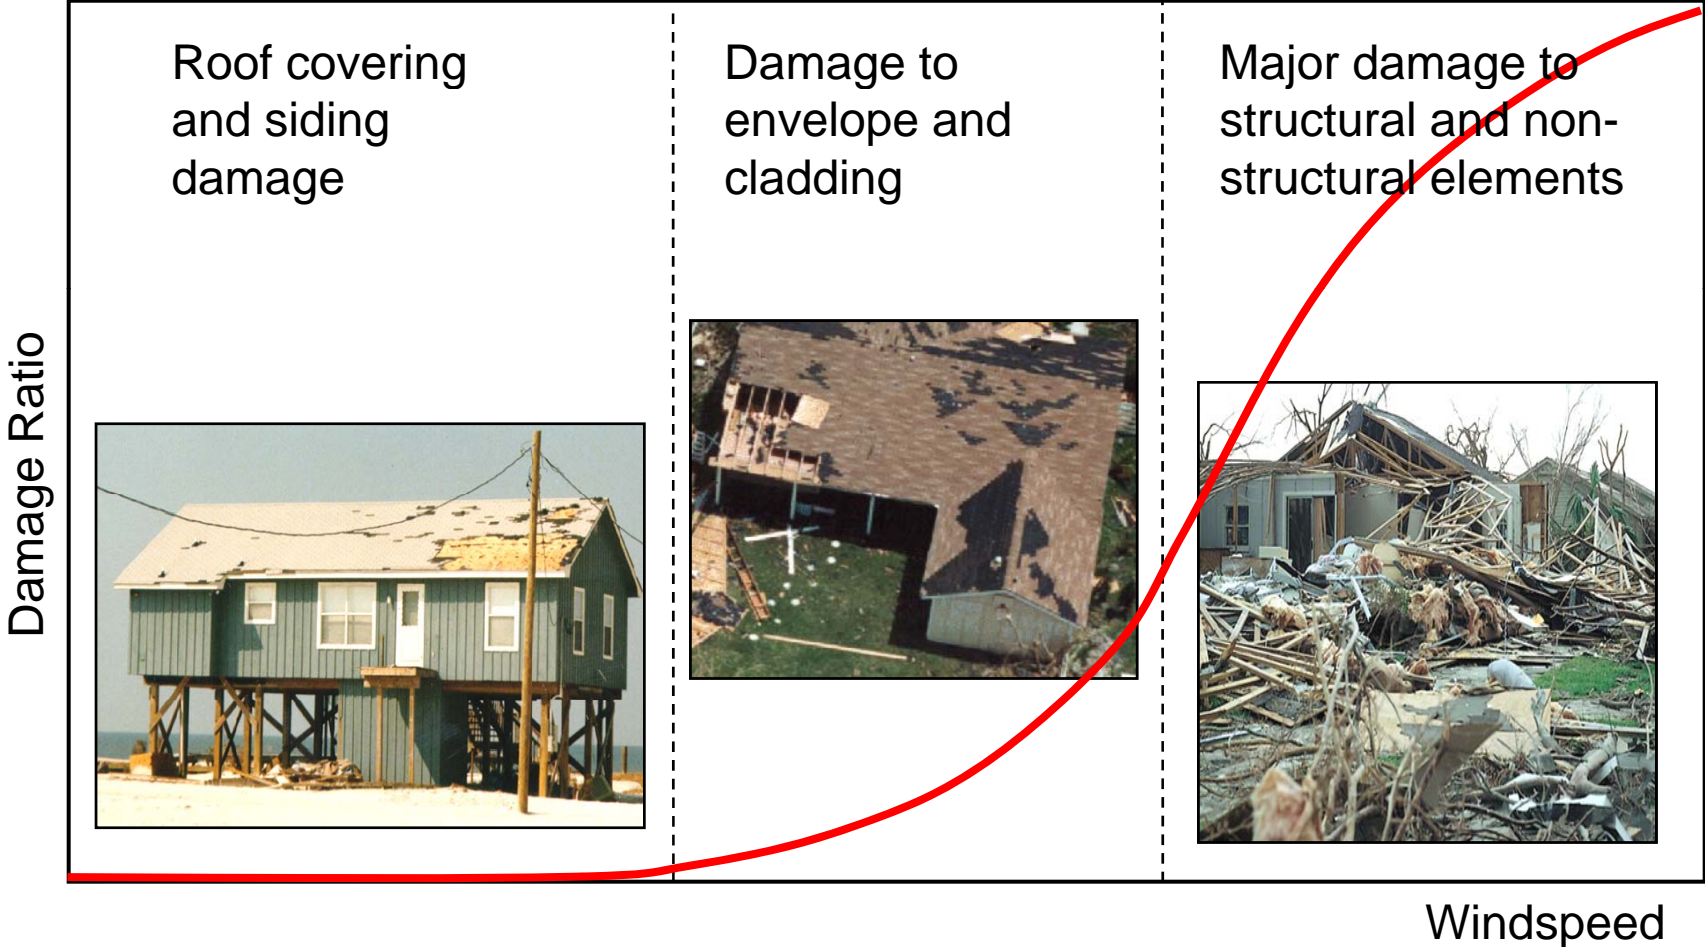 Roof covering
and siding
damage
Damage to
envelope and
cladding
Major damage to
structural and non-
structural elements
Damage Ratio
Windspeed